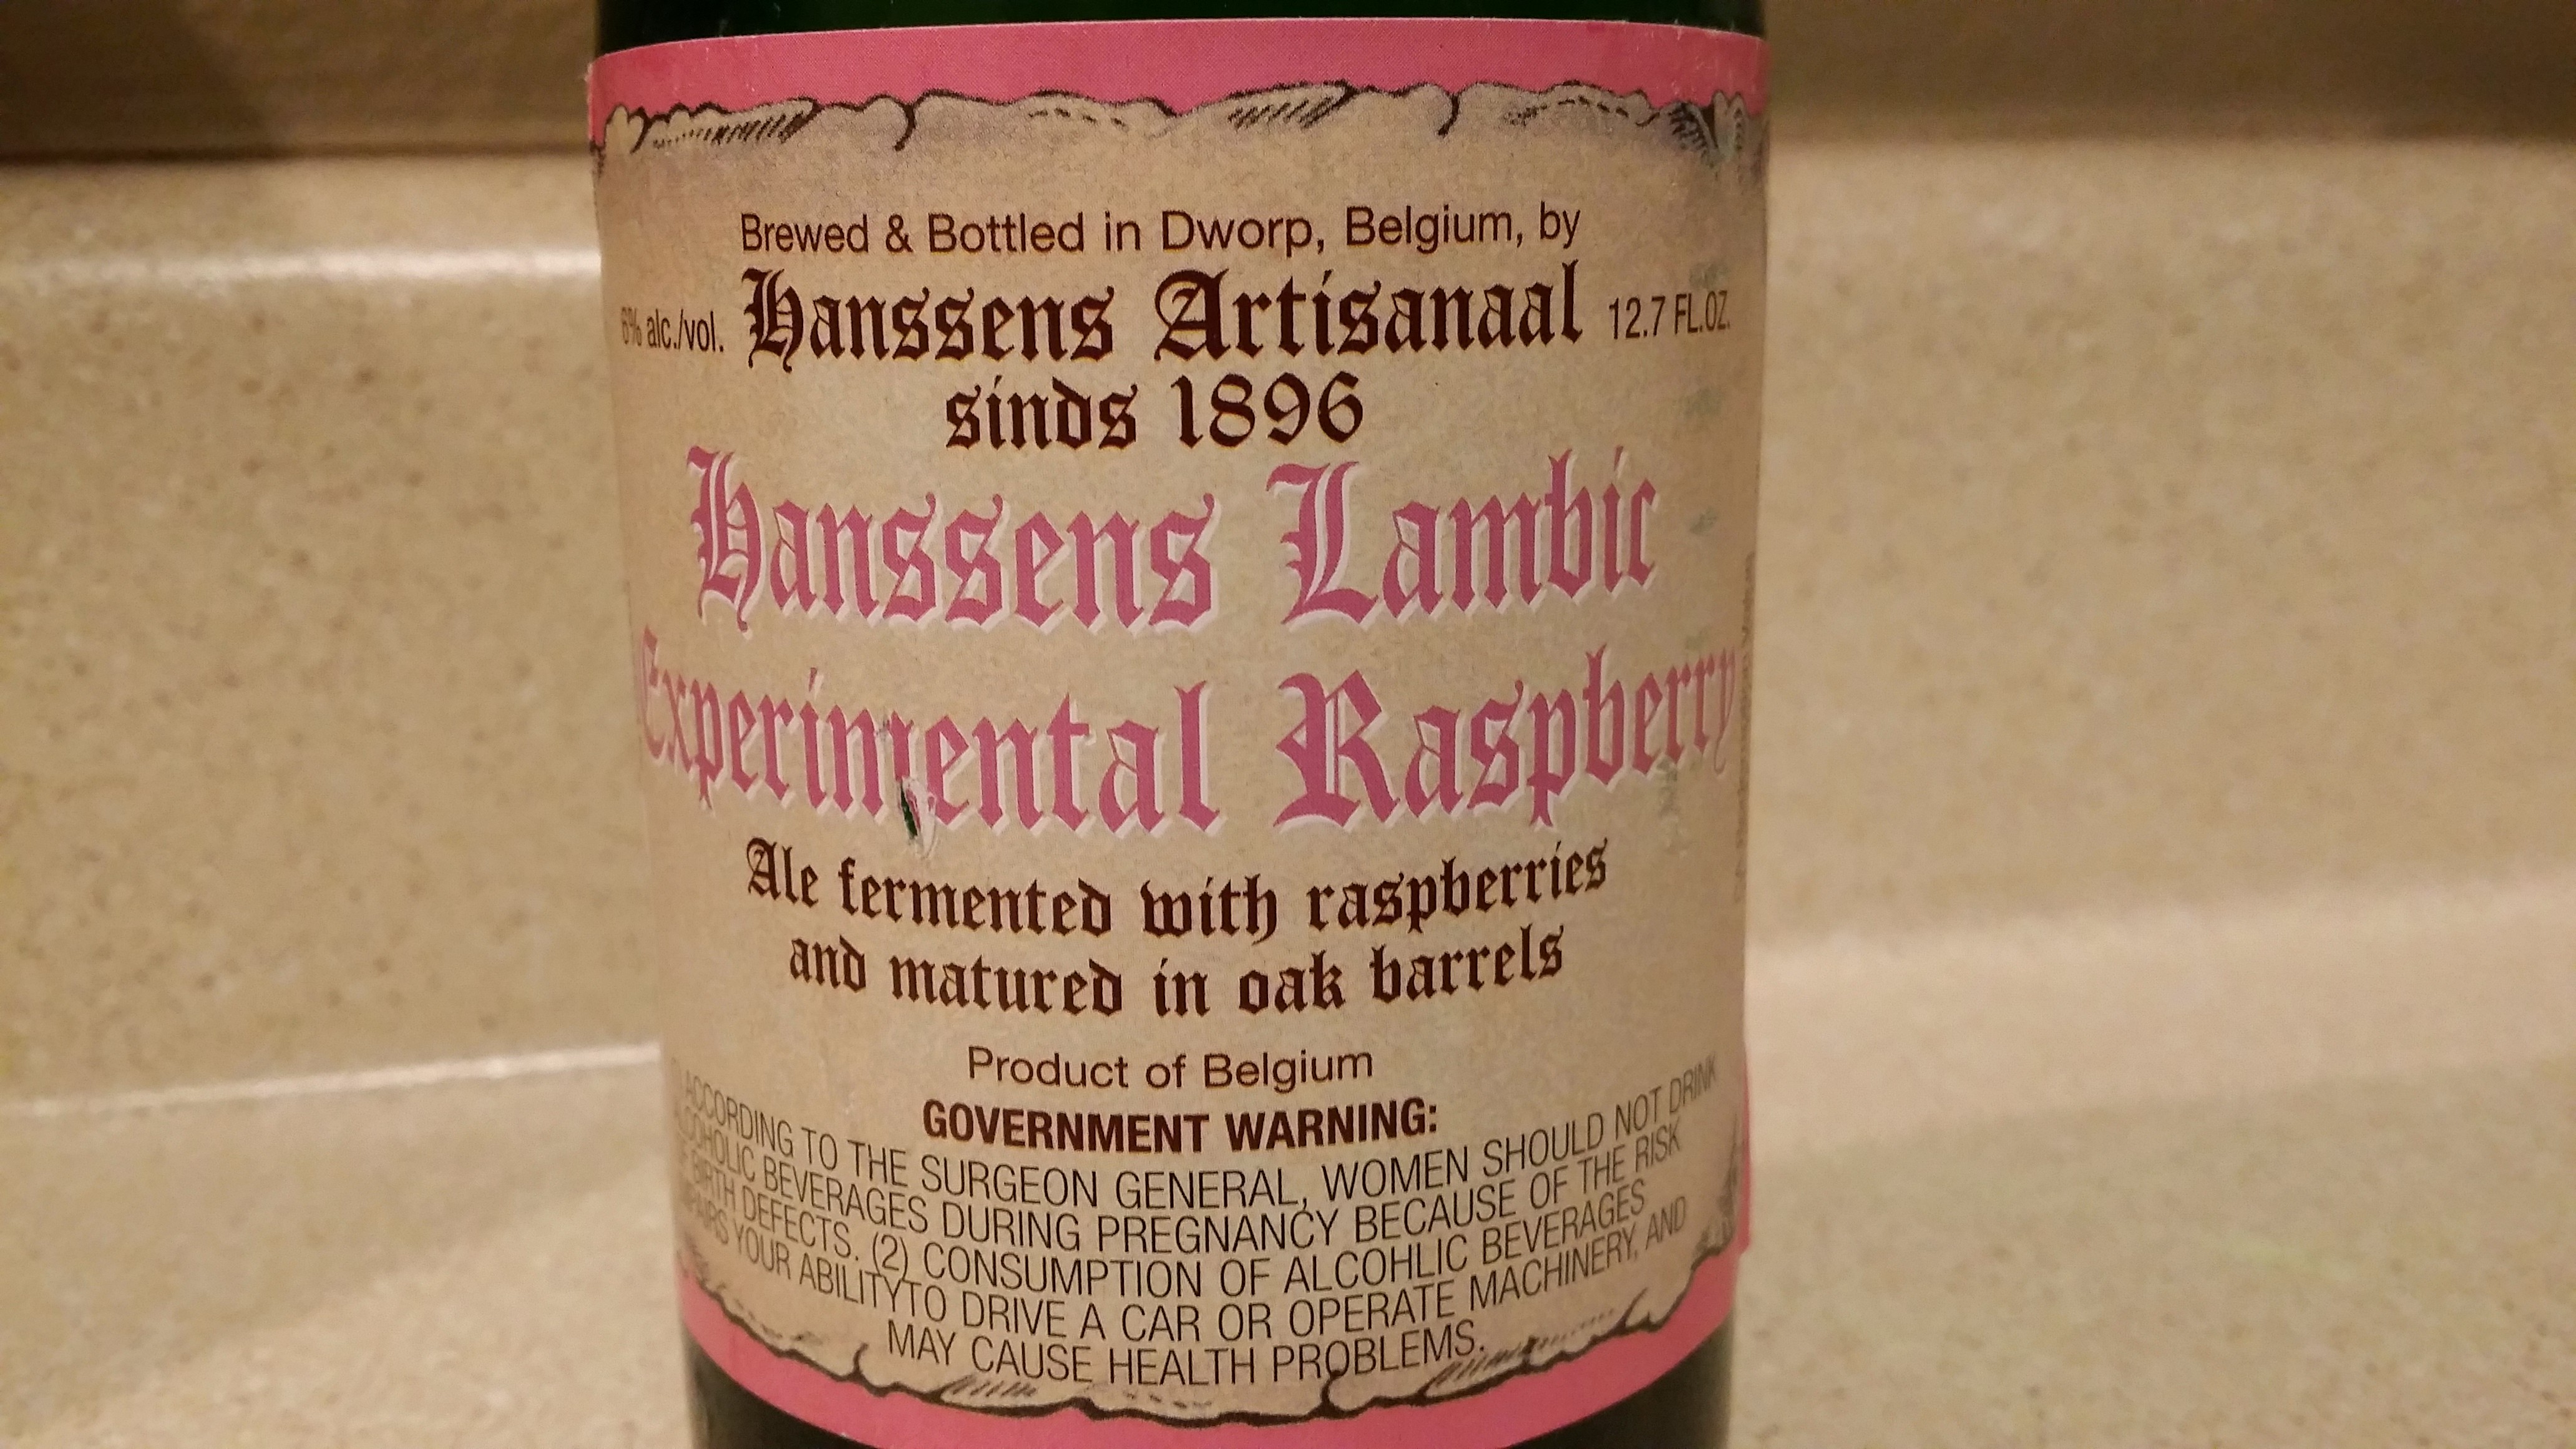 Brewed & Bottled in Dworp, Belgium, by
6% alc./vol. Hanssens Artisanaal 12.7 FL.OZ.
sinds 1896
Hanssens Lambic
Experimental Raspberry
Ale fermented with raspberries
and matured in oak barrels
Product of Belgium
GOVERNMENT WARNING:
ACCORDING TO THE SURGEON GENERAL, WOMEN SHOULD NOT DRINK
ALCOHOLIC BEVERAGES DURING PREGNANCY BECAUSE OF THE RISK
BIRTH DEFECTS. (2) CONSUMPTION OF ALCOHLIC BEVERAGES
IMPAIRS YOUR ABILITYTO DRIVE A CAR OR OPERATE MACHINERY, AND
MAY CAUSE HEALTH PROBLEMS.